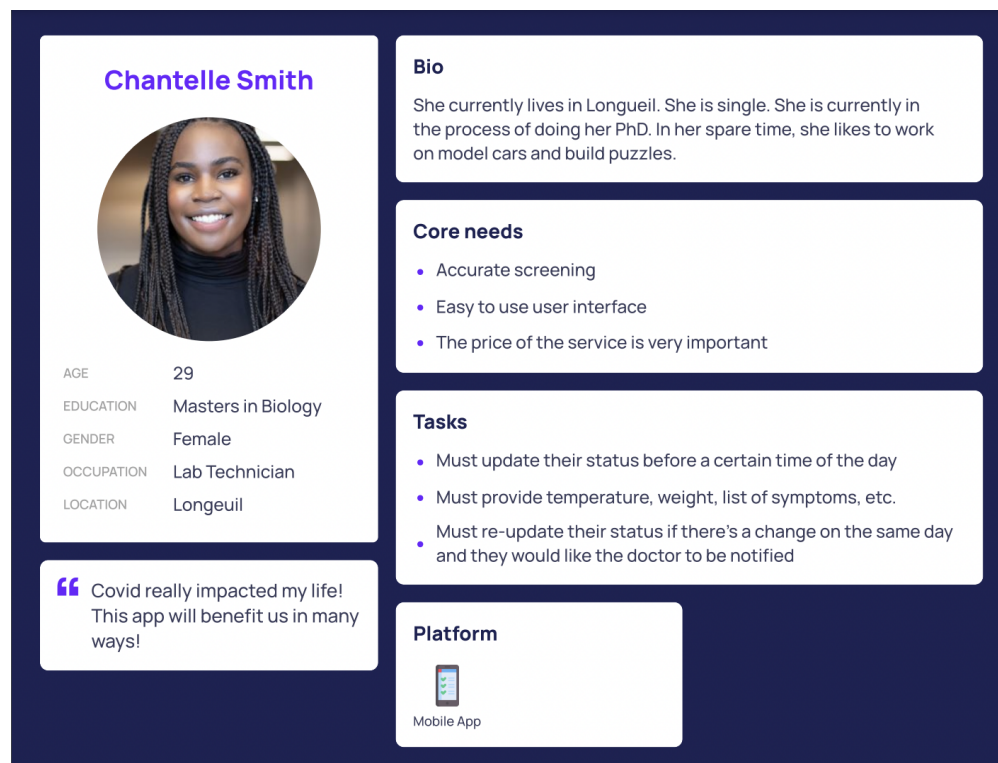 Chantelle Smith
AGE 29
EDUCATION Masters in Biology
GENDER Female
OCCUPATION Lab Technician
LOCATION Longeuil
“ Covid really impacted my life!
This app will benefit us in many
ways!
Bio
She currently lives in Longueil. She is single. She is currently in
the process of doing her PhD. In her spare time, she likes to work
on model cars and build puzzles.
Core needs
• Accurate screening
• Easy to use user interface
• The price of the service is very important
Tasks
• Must update their status before a certain time of the day
• Must provide temperature, weight, list of symptoms, etc.
• Must re-update their status if there's a change on the same day
and they would like the doctor to be notified
Platform
Mobile App